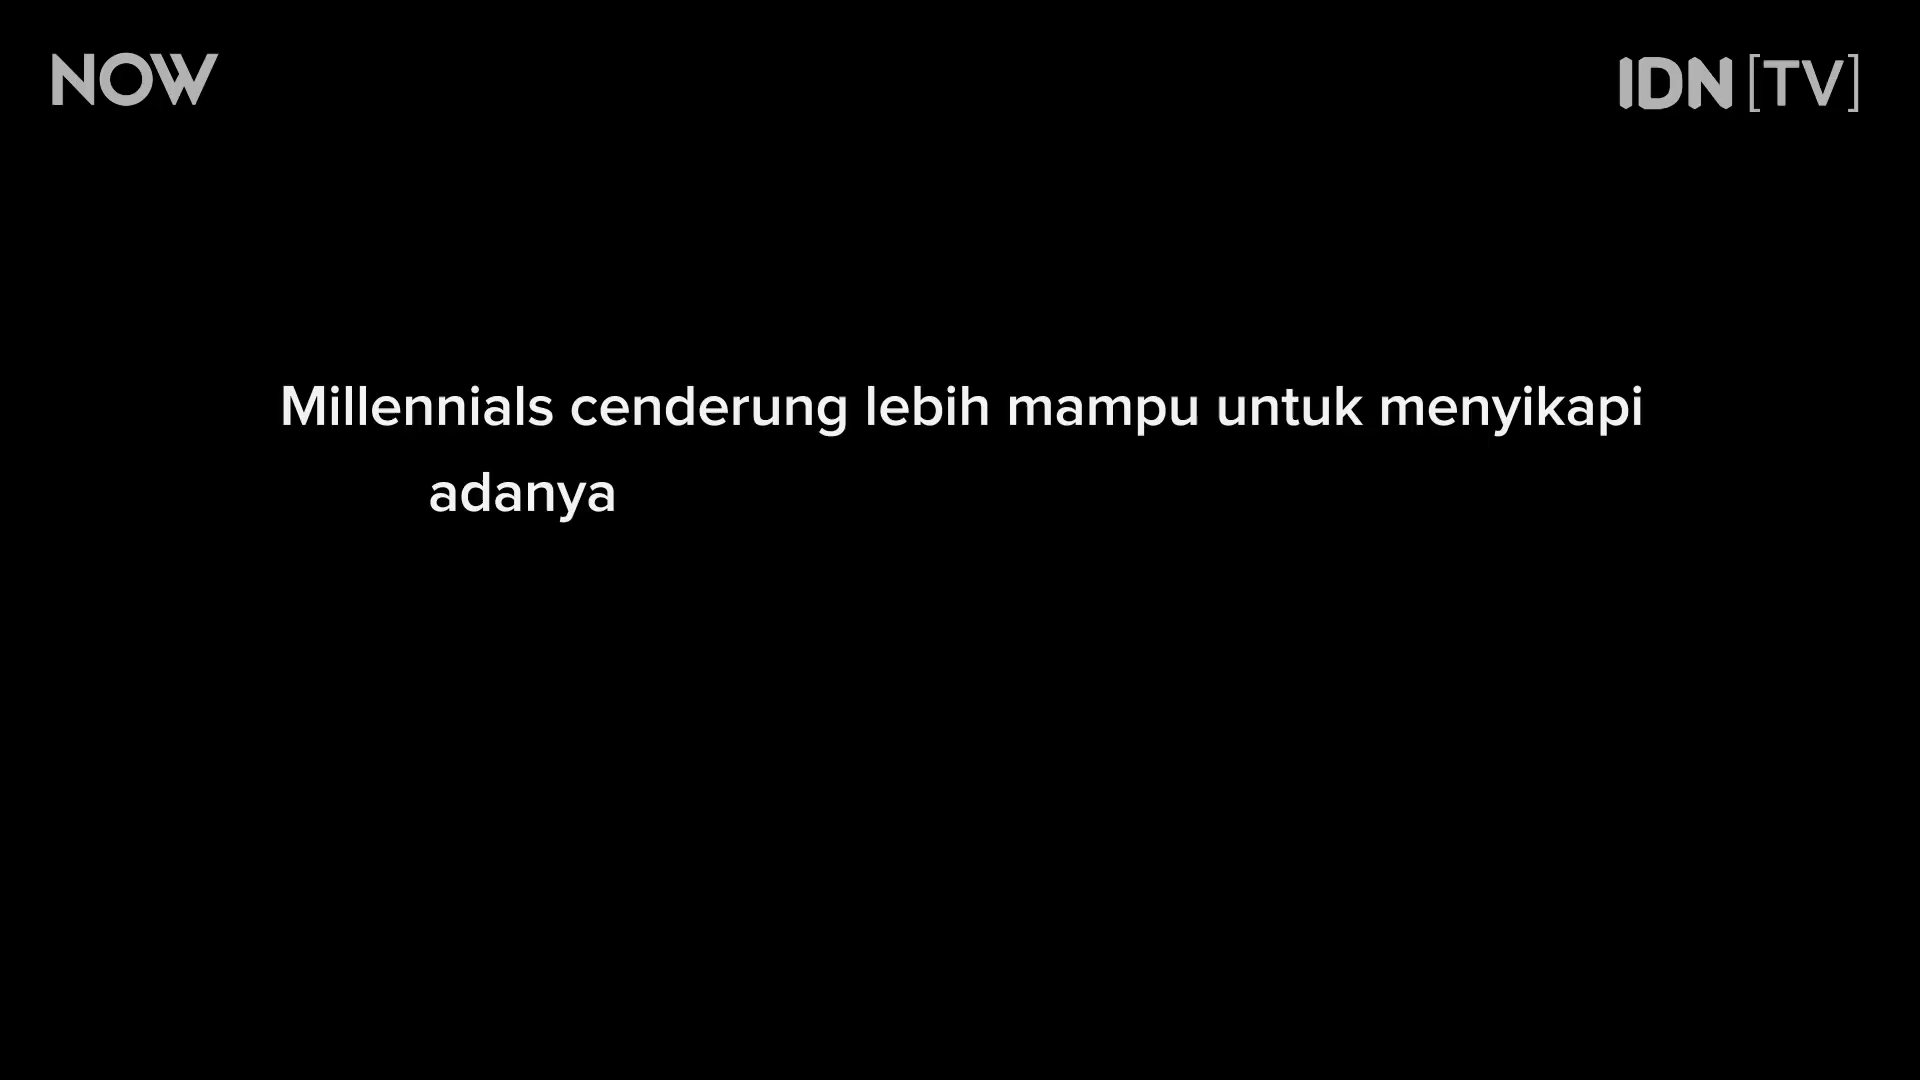 NOW
IDN [TV]
Millennials cenderung lebih mampu untuk menyikapi
adanya